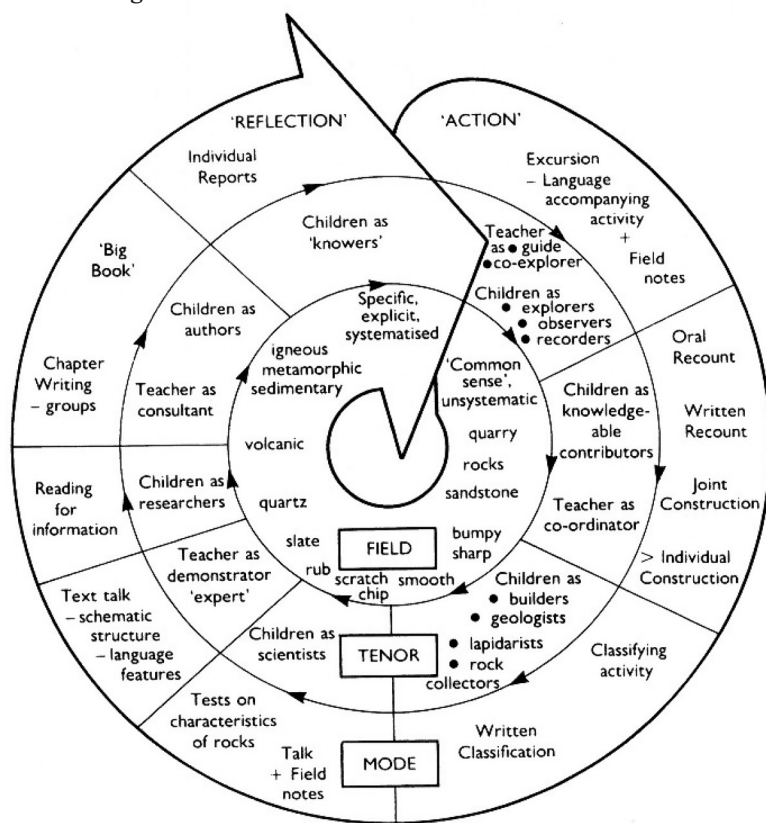 'REFLECTION'
'ACTION'
Individual
Reports
Excursion
– Language
accompanying
activity
+
Field
notes
'Big
Book'
Children as
'knowers'
Teacher
as ● guide
● co-explorer
Children as
● explorers
● observers
● recorders
Specific,
explicit,
systematised
Children as
authors
igneous
metamorphic
sedimentary
'Common
sense',
unsystematic
Oral
Recount
Chapter
Writing
– groups
Teacher as
consultant
Children as
knowledge-
able
contributors
Written
Recount
volcanic
quarry
rocks
sandstone
Reading
for
information
Children as
researchers
quartz
Teacher as
co-ordinator
Joint
Construction
> Individual
Construction
slate
FIELD
bumpy
sharp
rub
scratch
chip
smooth
Teacher as
demonstrator
'expert'
Text talk
– schematic
structure
– language
features
Children as
● builders
● geologists
● lapidarists
● rock
collectors
Children as
scientists
TENOR
Classifying
activity
Tests on
characteristics
of rocks
Written
Classification
Talk
+ Field
notes
MODE